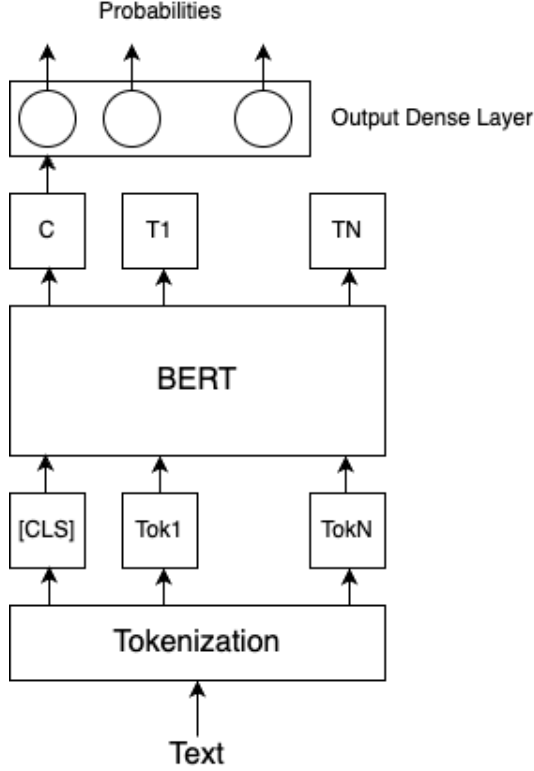 Probabilities
Output Dense Layer
C T1 TN
BERT
[CLS] Tok1 TokN
Tokenization
Text